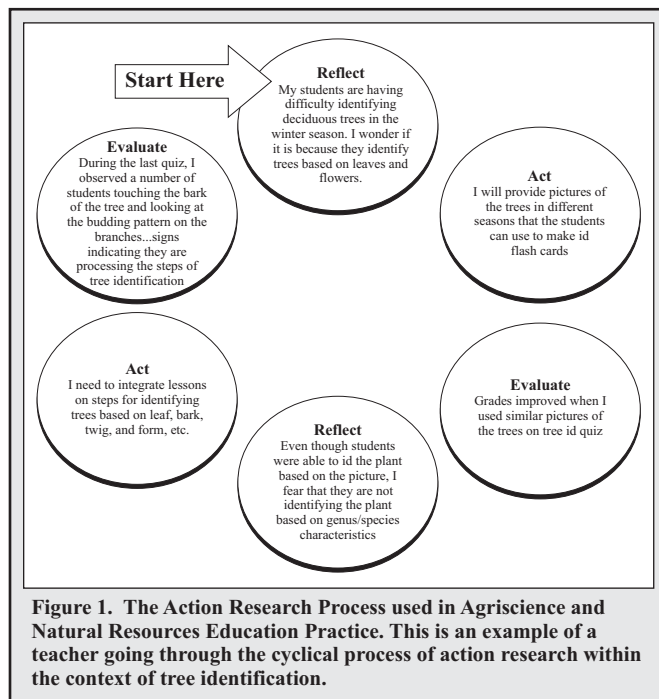 Start Here
Reflect
My students are having
difficulty identifying
deciduous trees in the
winter season. I wonder if
it is because they identify
trees based on leaves and
flowers.
Act
I will provide pictures of
the trees in different
seasons that the students
can use to make id
flash cards
Evaluate
Grades improved when I
used similar pictures of
the trees on tree id quiz
Reflect
Even though students
were able to id the plant
based on the picture, I
fear that they are not
identifying the plant
based on genus/species
characteristics
Act
I need to integrate lessons
on steps for identifying
trees based on leaf, bark,
twig, and form, etc.
Evaluate
During the last quiz, I
observed a number of
students touching the bark
of the tree and looking at
the budding pattern on the
branches...signs
indicating they are
processing the steps of
tree identification
Figure 1. The Action Research Process used in Agriscience and
Natural Resources Education Practice. This is an example of a
teacher going through the cyclical process of action research within
the context of tree identification.